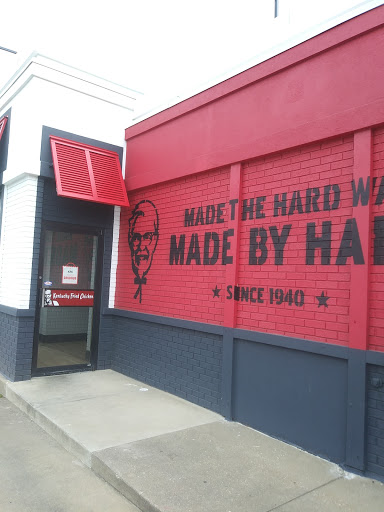 MADE THE HARD WA
MADE BY HA
★ SINCE 1940 ★
Kentucky Fried Chicken